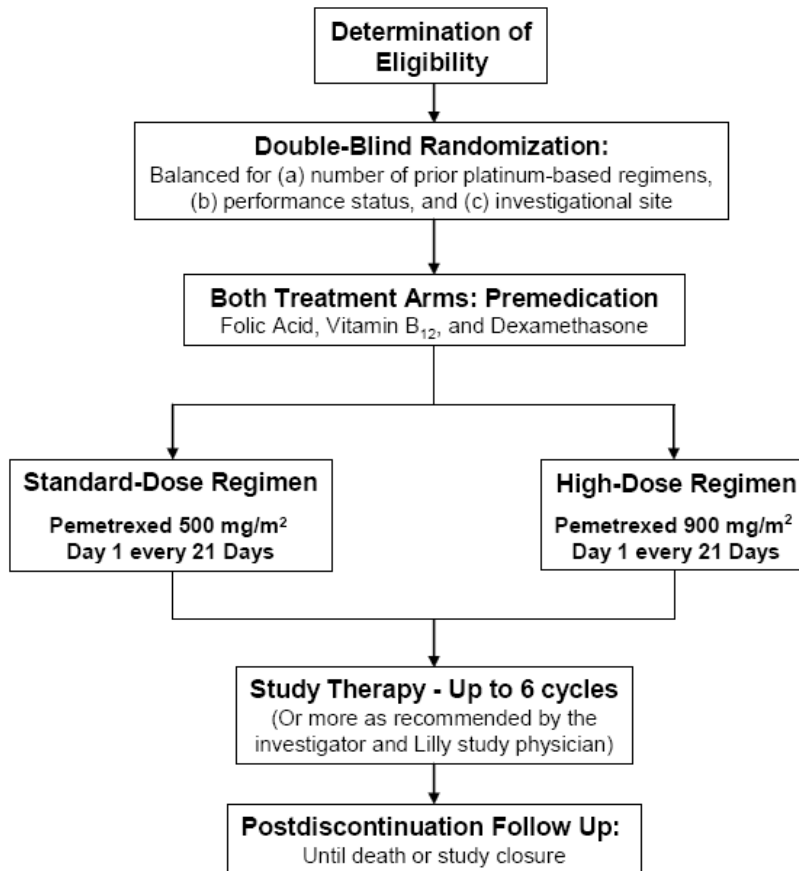 Determination of
Eligibility
Double-Blind Randomization:
Balanced for (a) number of prior platinum-based regimens,
(b) performance status, and (c) investigational site
Both Treatment Arms: Premedication
Folic Acid, Vitamin B₁₂, and Dexamethasone
Standard-Dose Regimen
Pemetrexed 500 mg/m²
Day 1 every 21 Days
High-Dose Regimen
Pemetrexed 900 mg/m²
Day 1 every 21 Days
Study Therapy - Up to 6 cycles
(Or more as recommended by the
investigator and Lilly study physician)
Postdiscontinuation Follow Up:
Until death or study closure